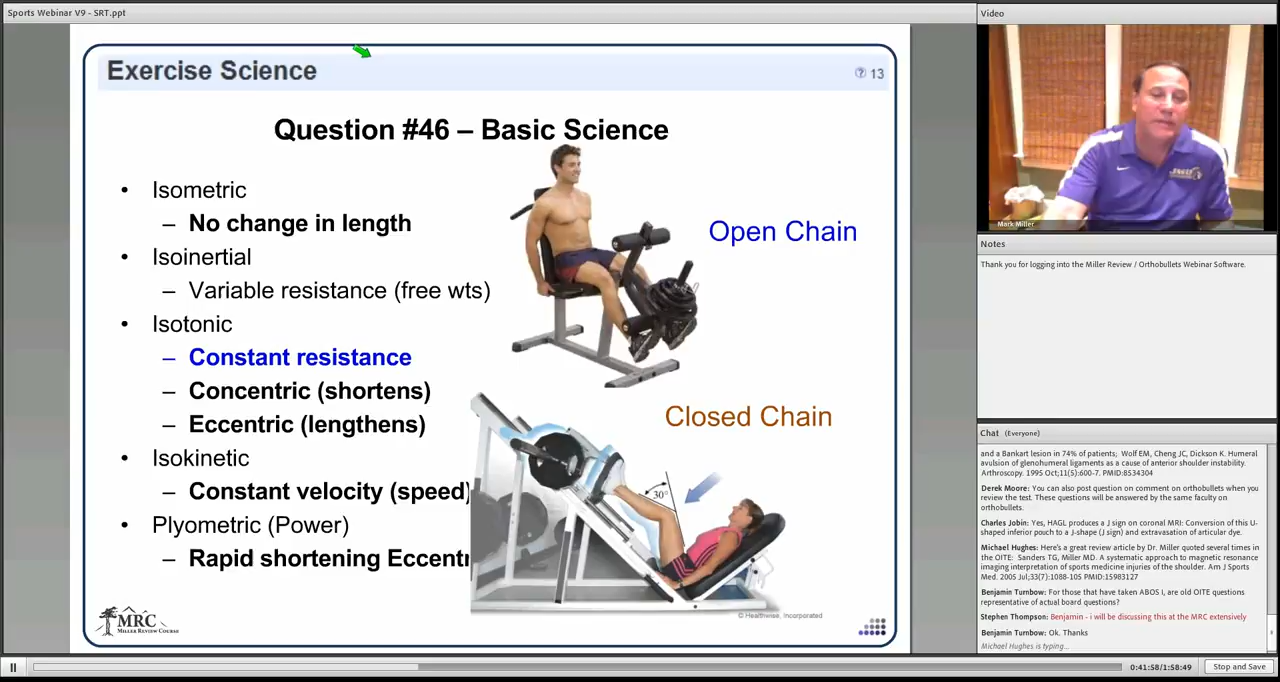 Sports Webinar V9 - SRT.ppt
Exercise Science
13
Question #46 – Basic Science
• Isometric
– No change in length
• Isoinertial
– Variable resistance (free wts)
• Isotonic
– Constant resistance
– Concentric (shortens)
– Eccentric (lengthens)
• Isokinetic
– Constant velocity (speed)
• Plyometric (Power)
– Rapid shortening Eccentr
Open Chain
Closed Chain
30°
© Healthwise, Incorporated
MRC
MILLER REVIEW COURSE
Video
Mark Miller
Notes
Thank you for logging into the Miller Review / Orthobullets Webinar Software.
Chat (Everyone)
and a Bankart lesion in 74% of patients; Wolf EM, Cheng JC, Dickson K. Humeral
avulsion of glenohumeral ligaments as a cause of anterior shoulder instability.
Arthroscopy. 1995 Oct;11(5):600-7. PMID:8534304
Derek Moore: You can also post question on comment on orthobullets when you
review the test. These questions will be answered by the same faculty on
orthobullets.
Charles Jobin: Yes, HAGL produces a J sign on coronal MRI: Conversion of this U-
shaped inferior pouch to a J-shape (J sign) and extravasation of articular dye.
Michael Hughes: Here's a great review article by Dr. Miller quoted several times in
the OITE: Sanders TG, Miller MD. A systematic approach to magnetic resonance
imaging interpretation of sports medicine injuries of the shoulder. Am J Sports
Med. 2005 Jul;33(7):1088-105 PMID:15983127
Benjamin Turnbow: For those that have taken ABOS I, are old OITE questions
representative of actual board questions?
Stephen Thompson: Benjamin - i will be discussing this at the MRC extensively
Benjamin Turnbow: Ok. Thanks
Michael Hughes is typing...
0:41:58/1:58:49
Stop and Save